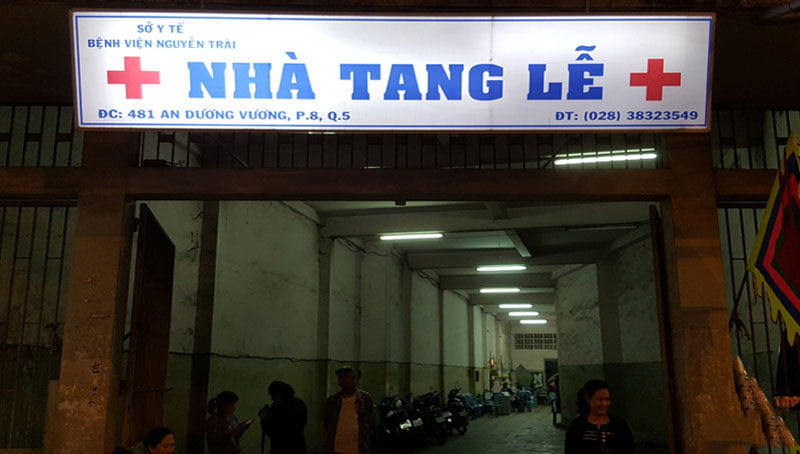 SỞ Y TẾ
BỆNH VIỆN NGUYỄN TRÃI
NHÀ TANG LỄ
ĐC: 481 AN DƯƠNG VƯƠNG, P.8, Q.5
ĐT: (028) 38323549